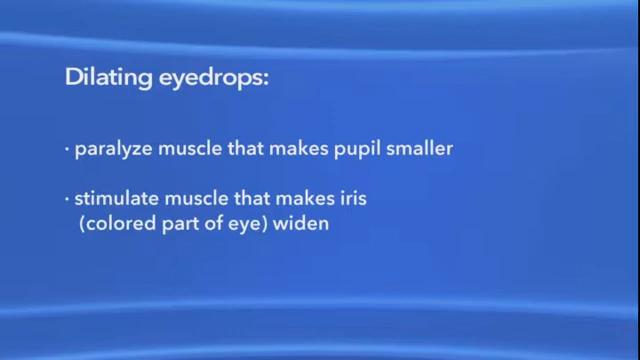 Dilating eyedrops:
· paralyze muscle that makes pupil smaller
· stimulate muscle that makes iris
(colored part of eye) widen